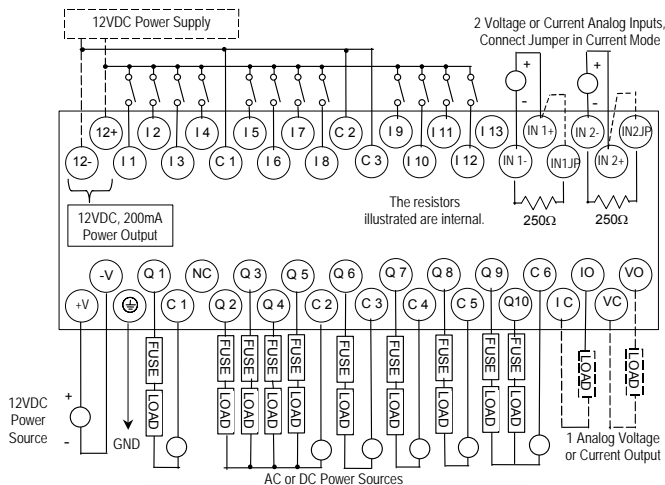 12VDC Power Supply
2 Voltage or Current Analog Inputs,
Connect Jumper in Current Mode
+
-
+
-
12+
I 2
I 4
I 5
I 7
C 2
I 9
I 11
I 13
IN 1+
IN 2-
IN2JP
12-
I 1
I 3
C 1
I 6
I 8
C 3
I 10
I 12
IN 1-
IN1JP
IN 2+
12VDC, 200mA
Power Output
The resistors
illustrated are internal.
250Ω
250Ω
-V
Q 1
NC
Q 3
Q 5
Q 6
Q 7
Q 8
Q 9
C 6
IO
VO
+V
C 1
Q 2
Q 4
C 2
C 3
C 4
C 5
Q10
I C
VC
FUSE
FUSE
FUSE
FUSE
FUSE
FUSE
FUSE
FUSE
FUSE
FUSE
LOAD
LOAD
LOAD
LOAD
LOAD
LOAD
LOAD
LOAD
LOAD
LOAD
LOAD
LOAD
12VDC
Power
Source
+
-
GND
1 Analog Voltage
or Current Output
AC or DC Power Sources